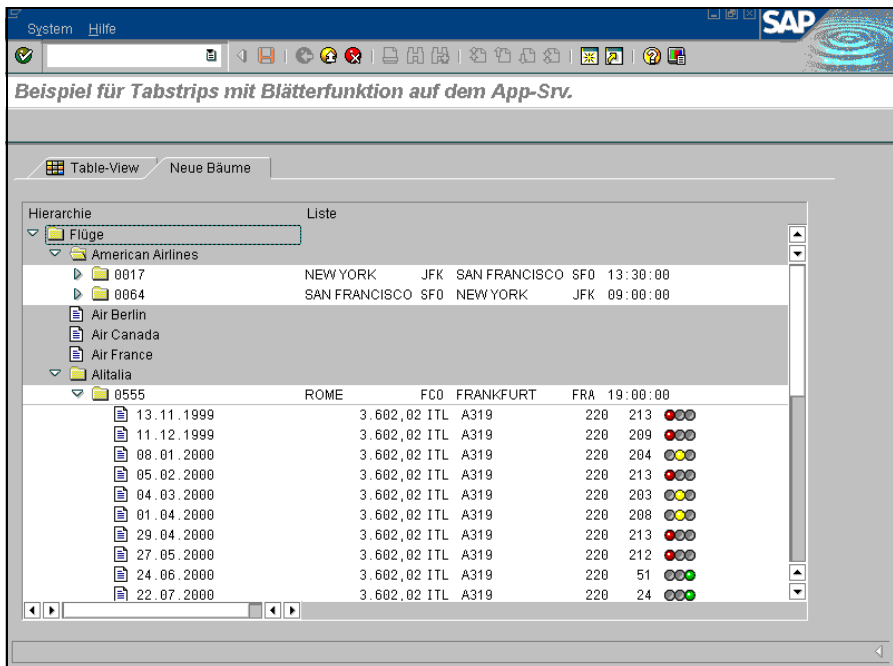 System Hilfe
SAP
Beispiel für Tabstrips mit Blätterfunktion auf dem App-Srv.
Table-View Neue Bäume
Hierarchie Liste
Flüge
American Airlines
0017 NEW YORK JFK SAN FRANCISCO SFO 13:30:00
0064 SAN FRANCISCO SFO NEW YORK JFK 09:00:00
Air Berlin
Air Canada
Air France
Alitalia
0555 ROME FCO FRANKFURT FRA 19:00:00
13.11.1999 3.602,02 ITL A319 220 213
11.12.1999 3.602,02 ITL A319 220 209
08.01.2000 3.602,02 ITL A319 220 204
05.02.2000 3.602,02 ITL A319 220 213
04.03.2000 3.602,02 ITL A319 220 203
01.04.2000 3.602,02 ITL A319 220 208
29.04.2000 3.602,02 ITL A319 220 213
27.05.2000 3.602,02 ITL A319 220 212
24.06.2000 3.602,02 ITL A319 220 51
22.07.2000 3.602,02 ITL A319 220 24